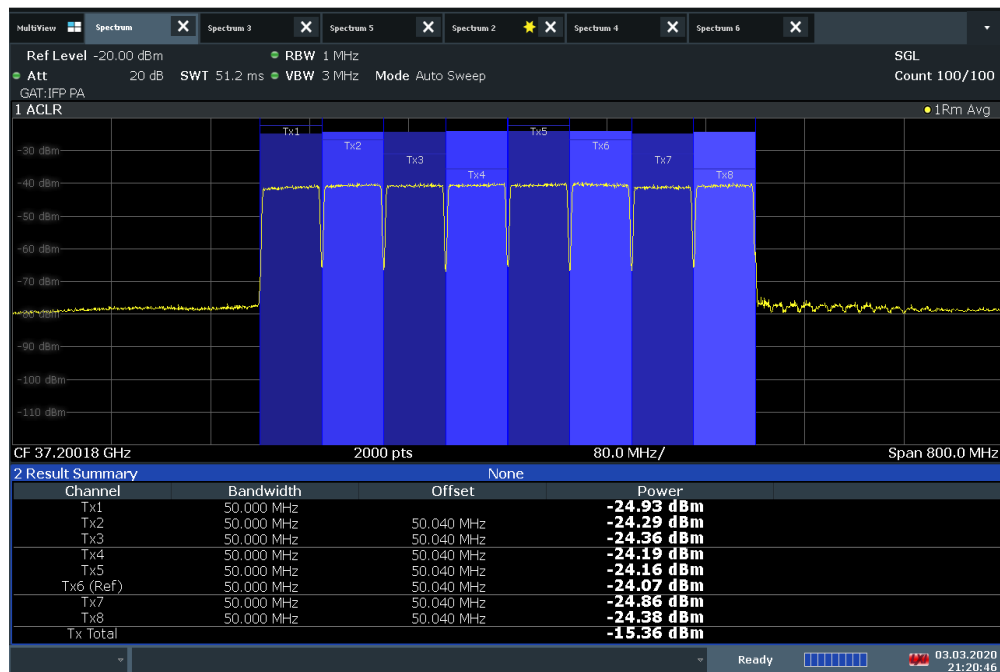 MultiView Spectrum Spectrum 3 Spectrum 5 Spectrum 2 Spectrum 4 Spectrum 6
Ref Level -20.00 dBm RBW 1 MHz SGL
Att 20 dB SWT 51.2 ms VBW 3 MHz Mode Auto Sweep Count 100/100
GAT:IFP PA
1 ACLR 1Rm Avg
Tx1 Tx5
Tx2 Tx6
-30 dBm
Tx3 Tx7
Tx4 Tx8
-40 dBm
-50 dBm
-60 dBm
-70 dBm
-80 dBm
-90 dBm
-100 dBm
-110 dBm
CF 37.20018 GHz 2000 pts 80.0 MHz/ Span 800.0 MHz
2 Result Summary None
Channel Bandwidth Offset Power
Tx1 50.000 MHz -24.93 dBm
Tx2 50.000 MHz 50.040 MHz -24.29 dBm
Tx3 50.000 MHz 50.040 MHz -24.36 dBm
Tx4 50.000 MHz 50.040 MHz -24.19 dBm
Tx5 50.000 MHz 50.040 MHz -24.16 dBm
Tx6 (Ref) 50.000 MHz 50.040 MHz -24.07 dBm
Tx7 50.000 MHz 50.040 MHz -24.86 dBm
Tx8 50.000 MHz 50.040 MHz -24.38 dBm
Tx Total -15.36 dBm
Ready 03.03.2020
21:20:46